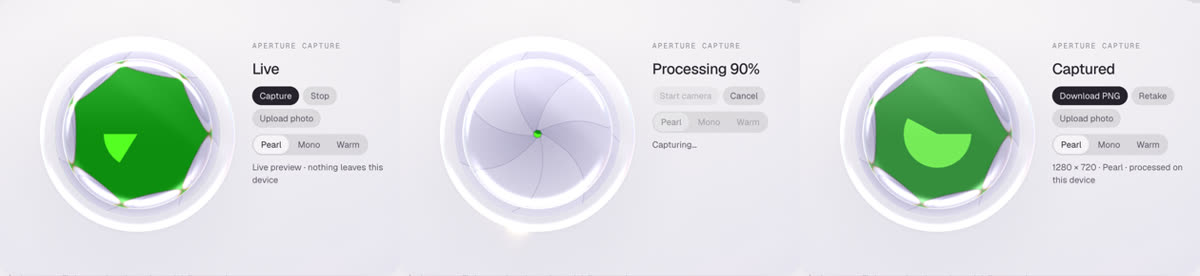 APERTURE CAPTURE
Live
Capture Stop
Upload photo
Pearl Mono Warm
Live preview · nothing leaves this
device
APERTURE CAPTURE
Processing 90%
Start camera Cancel
Pearl Mono Warm
Capturing…
APERTURE CAPTURE
Captured
Download PNG Retake
Upload photo
Pearl Mono Warm
1280 × 720 · Pearl · processed on
this device